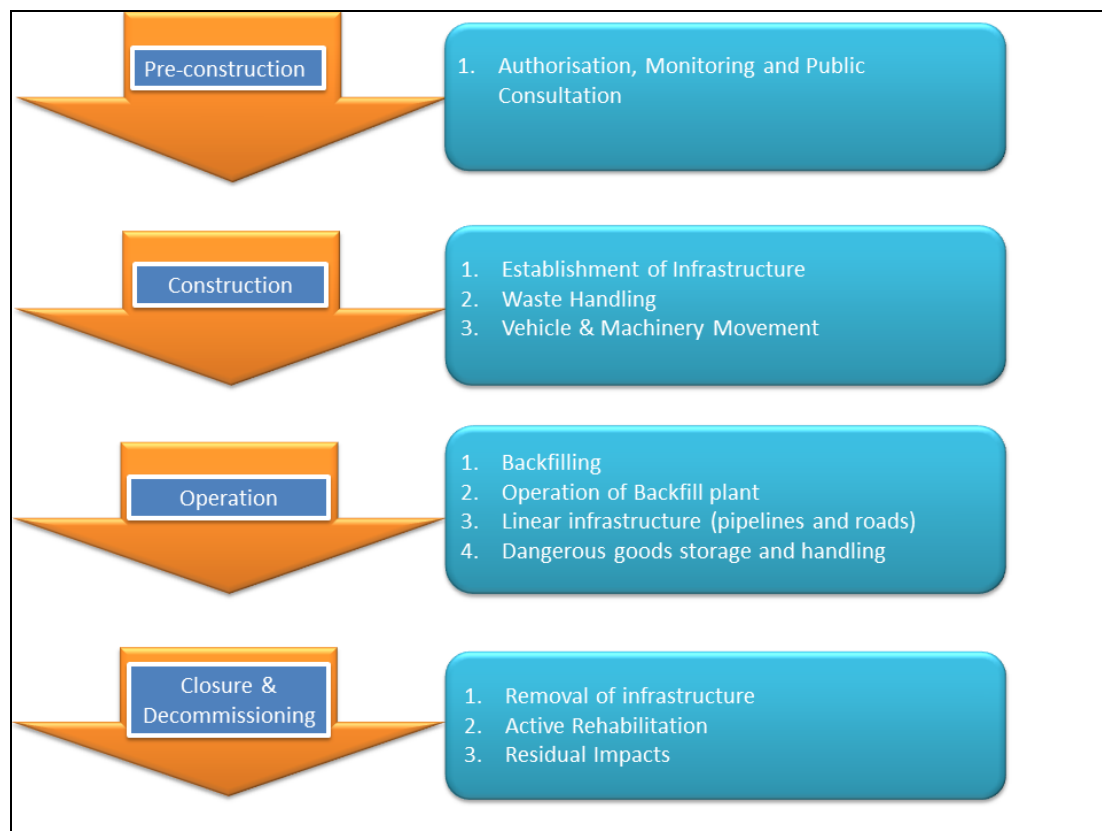 Pre-construction
1. Authorisation, Monitoring and Public
Consultation
Construction
1. Establishment of Infrastructure
2. Waste Handling
3. Vehicle & Machinery Movement
Operation
1. Backfilling
2. Operation of Backfill plant
3. Linear infrastructure (pipelines and roads)
4. Dangerous goods storage and handling
Closure &
Decommissioning
1. Removal of infrastructure
2. Active Rehabilitation
3. Residual Impacts